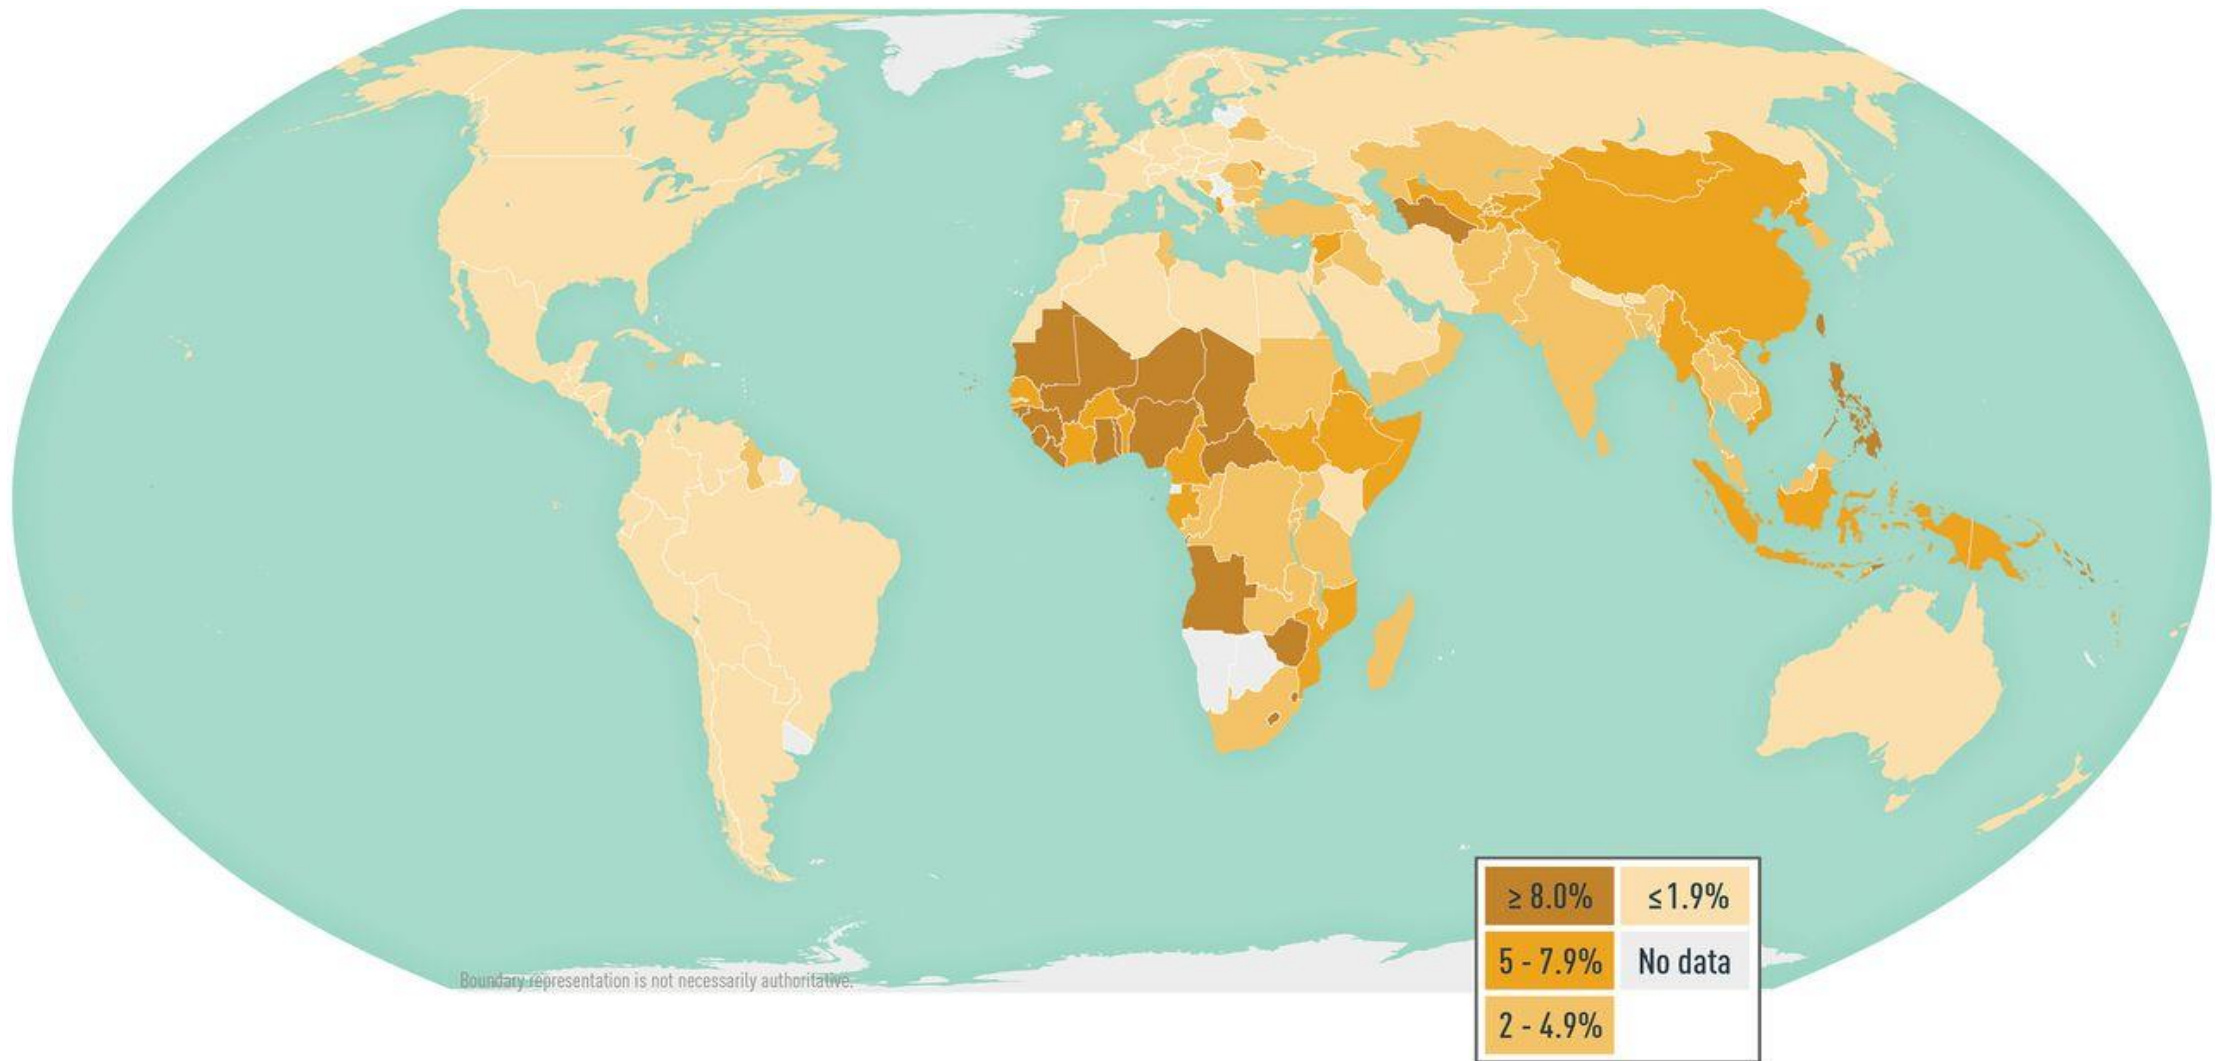 ≥ 8.0% ≤1.9%
5 - 7.9% No data
2 - 4.9%
Boundary representation is not necessarily authoritative.